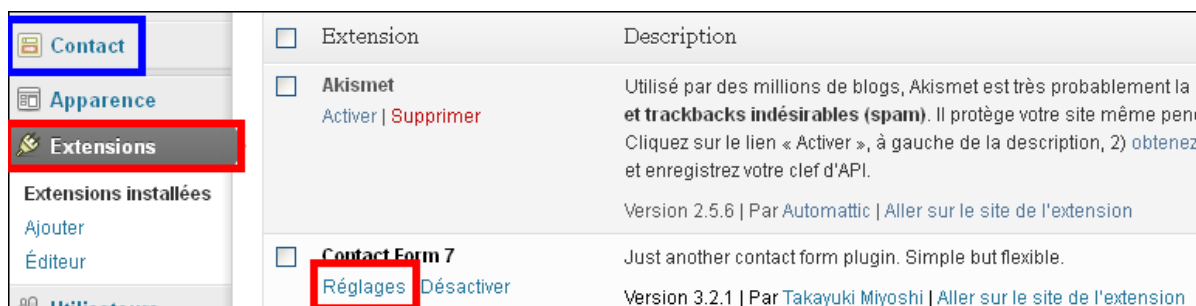 Contact
Apparence
Extensions
Extensions installées
Ajouter
Éditeur
Extension Description
Akismet
Activer | Supprimer
Utilisé par des millions de blogs, Akismet est très probablement la
et trackbacks indésirables (spam). Il protège votre site même
Cliquez sur le lien « Activer », à gauche de la description, 2) obtenez
et enregistrez votre clef d'API.
Version 2.5.6 | Par Automattic | Aller sur le site de l'extension
Contact Form 7
Réglages Désactiver
Just another contact form plugin. Simple but flexible.
Version 3.2.1 | Par Takayuki Miyoshi | Aller sur le site de l'extension